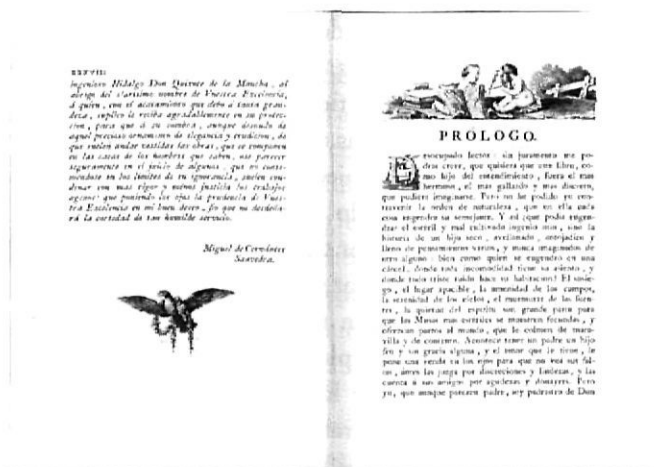 XXXVIII
ingenioso Hidalgo Don Quixote de la Mancha, al
abrigo del clarísimo nombre de Vuestra Excelencia,
á quien, con el acatamiento que debo á tanta gran-
deza, suplico le reciba agradablemente en su protec-
cion, para que á su sombra, aunque desnudo de
aquel precioso ornamento de elegancia y erudicion, de
que suelen andar vestidas las obras, que se componen
en las casas de los hombres que saben, ose parecer
seguramente en el juicio de algunos, que no conte-
niéndose en los límites de su ignorancia, suelen con-
denar con mas rigor y ménos justicia los trabajos
agenos: que poniendo los ojos la prudencia de Vues-
tra Excelencia en mi buen deseo, fio que no desdeña-
rá la cortedad de tan humilde servicio.
Miguel de Cervántes
Saavedra.
PRÓLOGO.
Desocupado lector: sin juramento me po-
drás creer, que quisiera que este libro, co-
mo hijo del entendimiento, fuera el mas
hermoso, el mas gallardo y mas discreto,
que pudiera imaginarse. Pero no he podido yo con-
travenir la órden de naturaleza, que en ella cada
cosa engendra su semejante. Y así ¿que podia engen-
drar el estéril y mal cultivado ingenio mio, sino la
historia de un hijo seco, avellanado, antojadizo y
lleno de pensamientos varios, y nunca imaginados de
otro alguno: bien como quien se engendró en una
cárcel, donde toda incomodidad tiene su asiento, y
donde todo triste ruido hace su habitacion? El sosie-
go, el lugar apacible, la amenidad de los campos,
la serenidad de los cielos, el murmurar de las fuen-
tes, la quietud del espíritu son grande parte para
que las Musas mas estériles se muestren fecundas, y
ofrezcan partos al mundo, que le colmen de mara-
villa y de contento. Acontece tener un padre un hijo
feo y sin gracia alguna, y el amor que le tiene, le
pone una venda en los ojos para que no vea sus fal-
tas, ántes las juzga por discreciones y lindezas, y las
cuenta á sus amigos por agudezas y donayres. Pero
yo, que aunque parezco padre, soy padrastro de Don